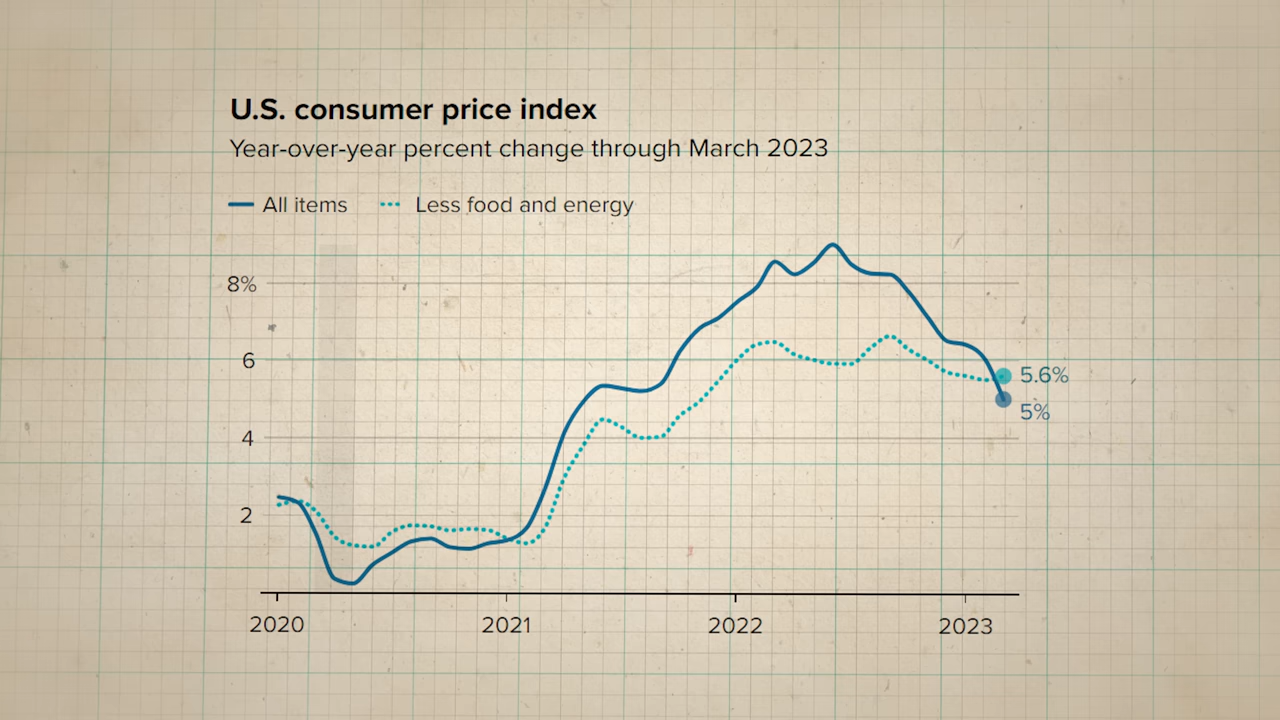 U.S. consumer price index
Year-over-year percent change through March 2023
All items Less food and energy
8%
6
5.6%
5%
4
2
2020 2021 2022 2023